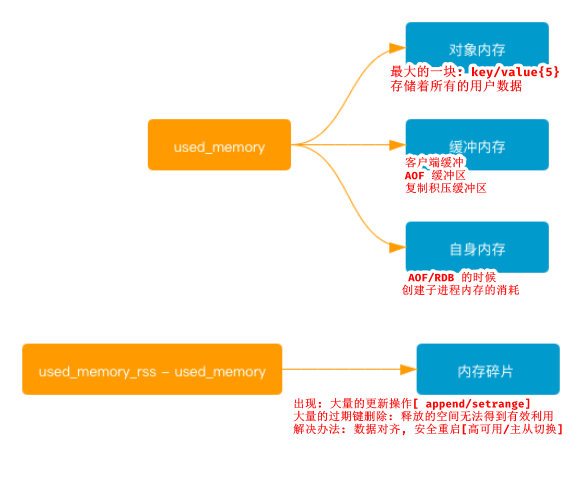 对象内存
最大的一块: key/value{5}
存储着所有的用户数据
used_memory
缓冲内存
客户端缓冲
AOF 缓冲区
复制积压缓冲区
自身内存
AOF/RDB 的时候
创建子进程内存的消耗
used_memory_rss – used_memory
内存碎片
出现: 大量的更新操作[ append/setrange]
大量的过期键删除: 释放的空间无法得到有效利用
解决办法: 数据对齐, 安全重启[高可用/主从切换]